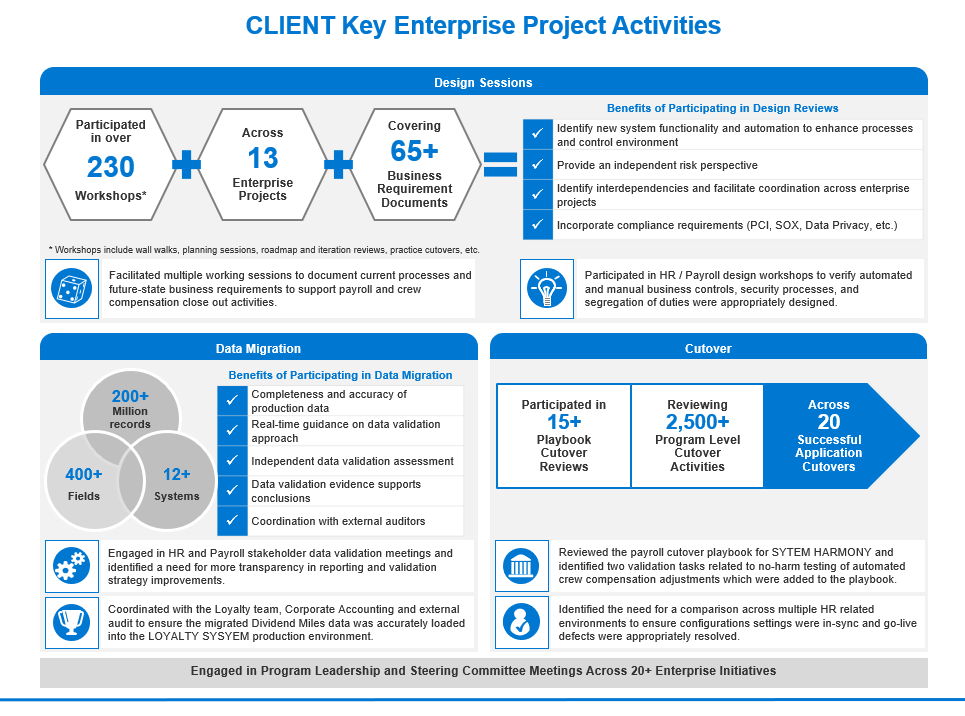 CLIENT Key Enterprise Project Activities
Design Sessions
Participated
in over
230
Workshops*
Across
13
Enterprise
Projects
Covering
65+
Business
Requirement
Documents
Benefits of Participating in Design Reviews
Identify new system functionality and automation to enhance processes
and control environment
Provide an independent risk perspective
Identify interdependencies and facilitate coordination across enterprise
projects
Incorporate compliance requirements (PCI, SOX, Data Privacy, etc.)
* Workshops include wall walks, planning sessions, roadmap and iteration reviews, practice cutovers, etc.
Facilitated multiple working sessions to document current processes and
future-state business requirements to support payroll and crew
compensation close out activities.
Participated in HR / Payroll design workshops to verify automated
and manual business controls, security processes, and
segregation of duties were appropriately designed.
Data Migration
200+
Million
records
400+
Fields
12+
Systems
Benefits of Participating in Data Migration
Completeness and accuracy of
production data
Real-time guidance on data validation
approach
Independent data validation assessment
Data validation evidence supports
conclusions
Coordination with external auditors
Engaged in HR and Payroll stakeholder data validation meetings and
identified a need for more transparency in reporting and validation
strategy improvements.
Coordinated with the Loyalty team, Corporate Accounting and external
audit to ensure the migrated Dividend Miles data was accurately loaded
into the LOYALTY SYSYEM production environment.
Cutover
Participated in
15+
Playbook
Cutover
Reviews
Reviewing
2,500+
Program Level
Cutover
Activities
Across
20
Successful
Application
Cutovers
Reviewed the payroll cutover playbook for SYTEM HARMONY and
identified two validation tasks related to no-harm testing of automated
crew compensation adjustments which were added to the playbook.
Identified the need for a comparison across multiple HR related
environments to ensure configurations settings were in-sync and go-live
defects were appropriately resolved.
Engaged in Program Leadership and Steering Committee Meetings Across 20+ Enterprise Initiatives